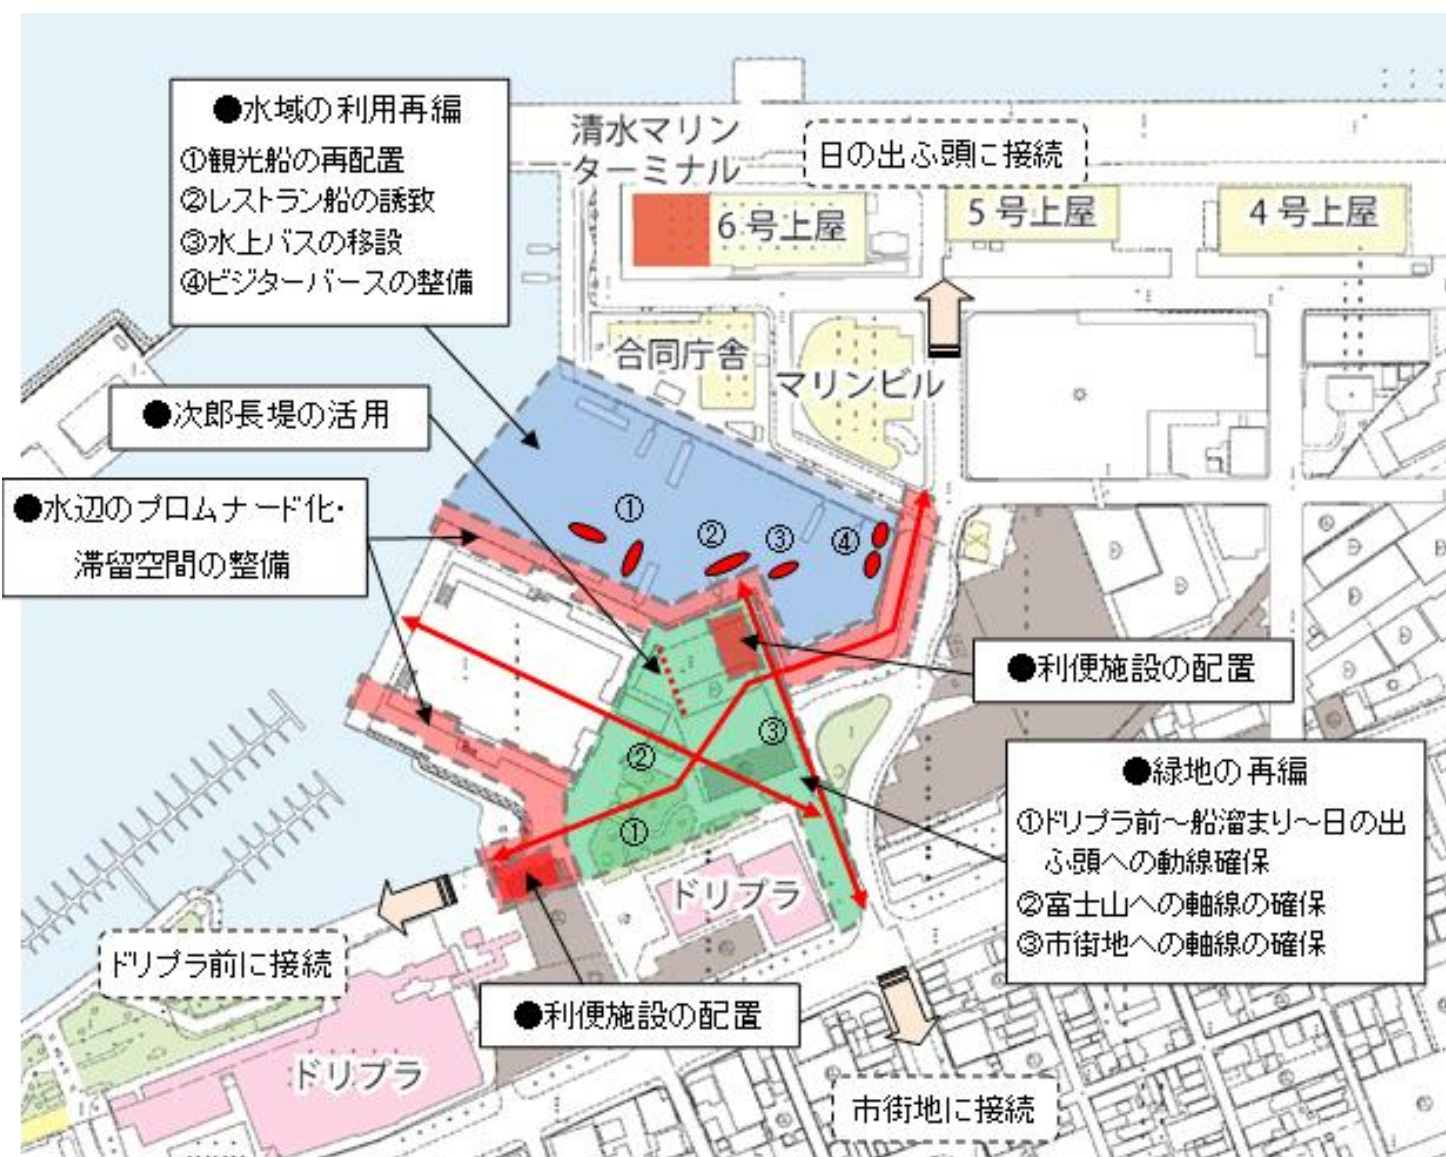 ●水域の利用再編
①観光船の再配置
②レストラン船の誘致
③水上バスの移設
④ビジターバースの整備
清水マリン
ターミナル
日の出ふ頭に接続
6号上屋
5号上屋
4号上屋
合同庁舎
マリンビル
●次郎長堤の活用
●水辺のプロムナード化・
滞留空間の整備
①
②
③
④
●利便施設の配置
③
②
①
●緑地の再編
①ドリプラ前～船溜まり～日の出
ふ頭への動線確保
②富士山への軸線の確保
③市街地への軸線の確保
ドリプラ
ドリプラ前に接続
●利便施設の配置
ドリプラ
市街地に接続